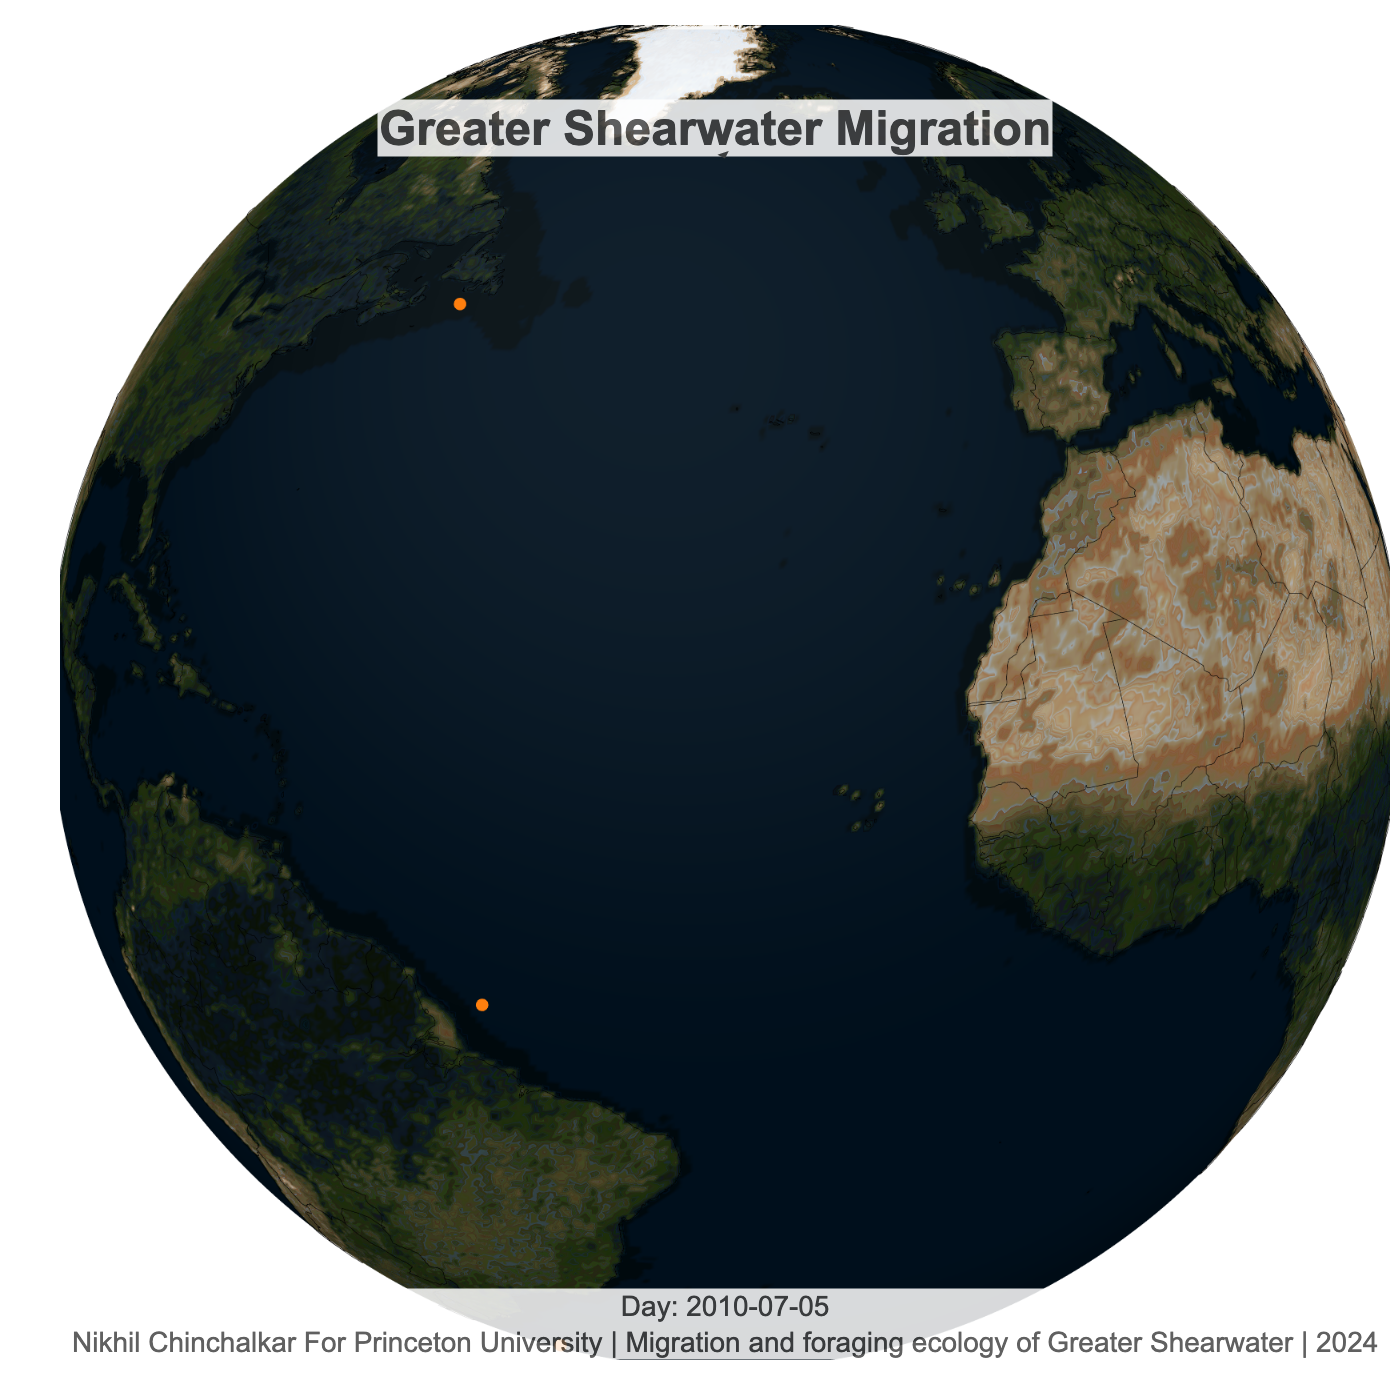 Greater Shearwater Migration
Day: 2010-07-05
Nikhil Chinchalkar For Princeton University | Migration and foraging ecology of Greater Shearwater | 2024